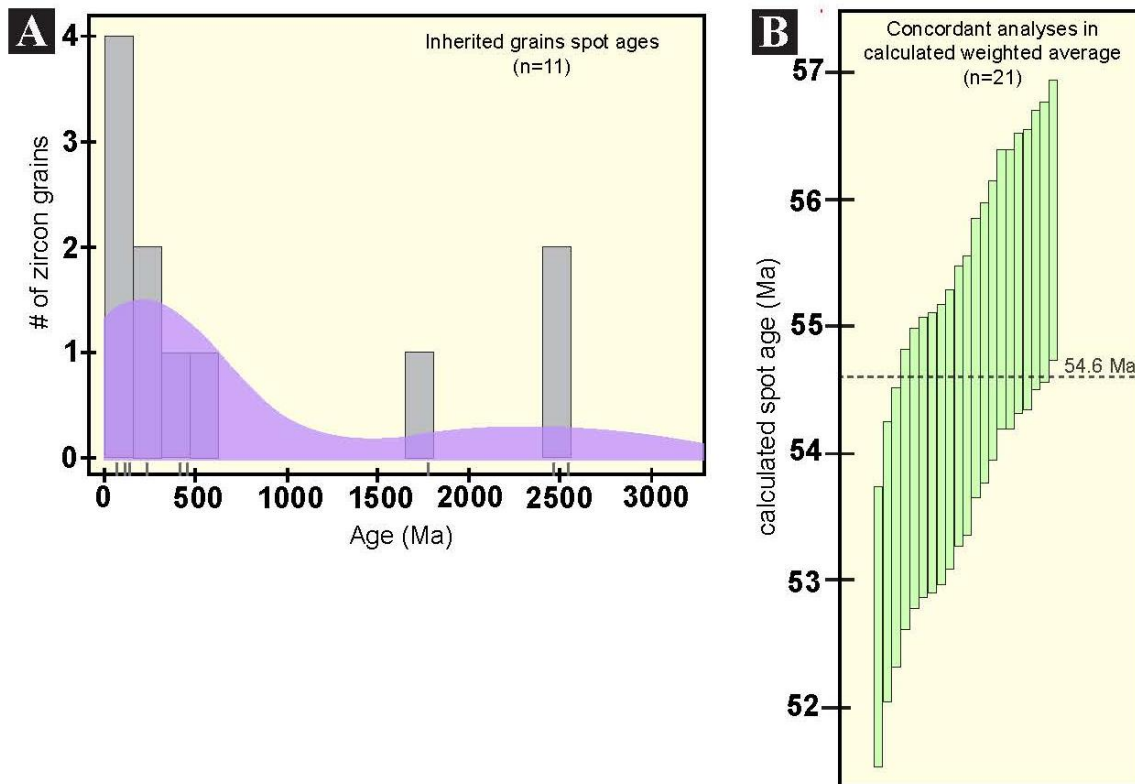 A
Inherited grains spot ages
(n=11)
# of zircon grains
4
3
2
1
0
0 500 1000 1500 2000 2500 3000
Age (Ma)
B
Concordant analyses in
calculated weighted average
(n=21)
calculated spot age (Ma)
57
56
55
54.6 Ma
54
53
52